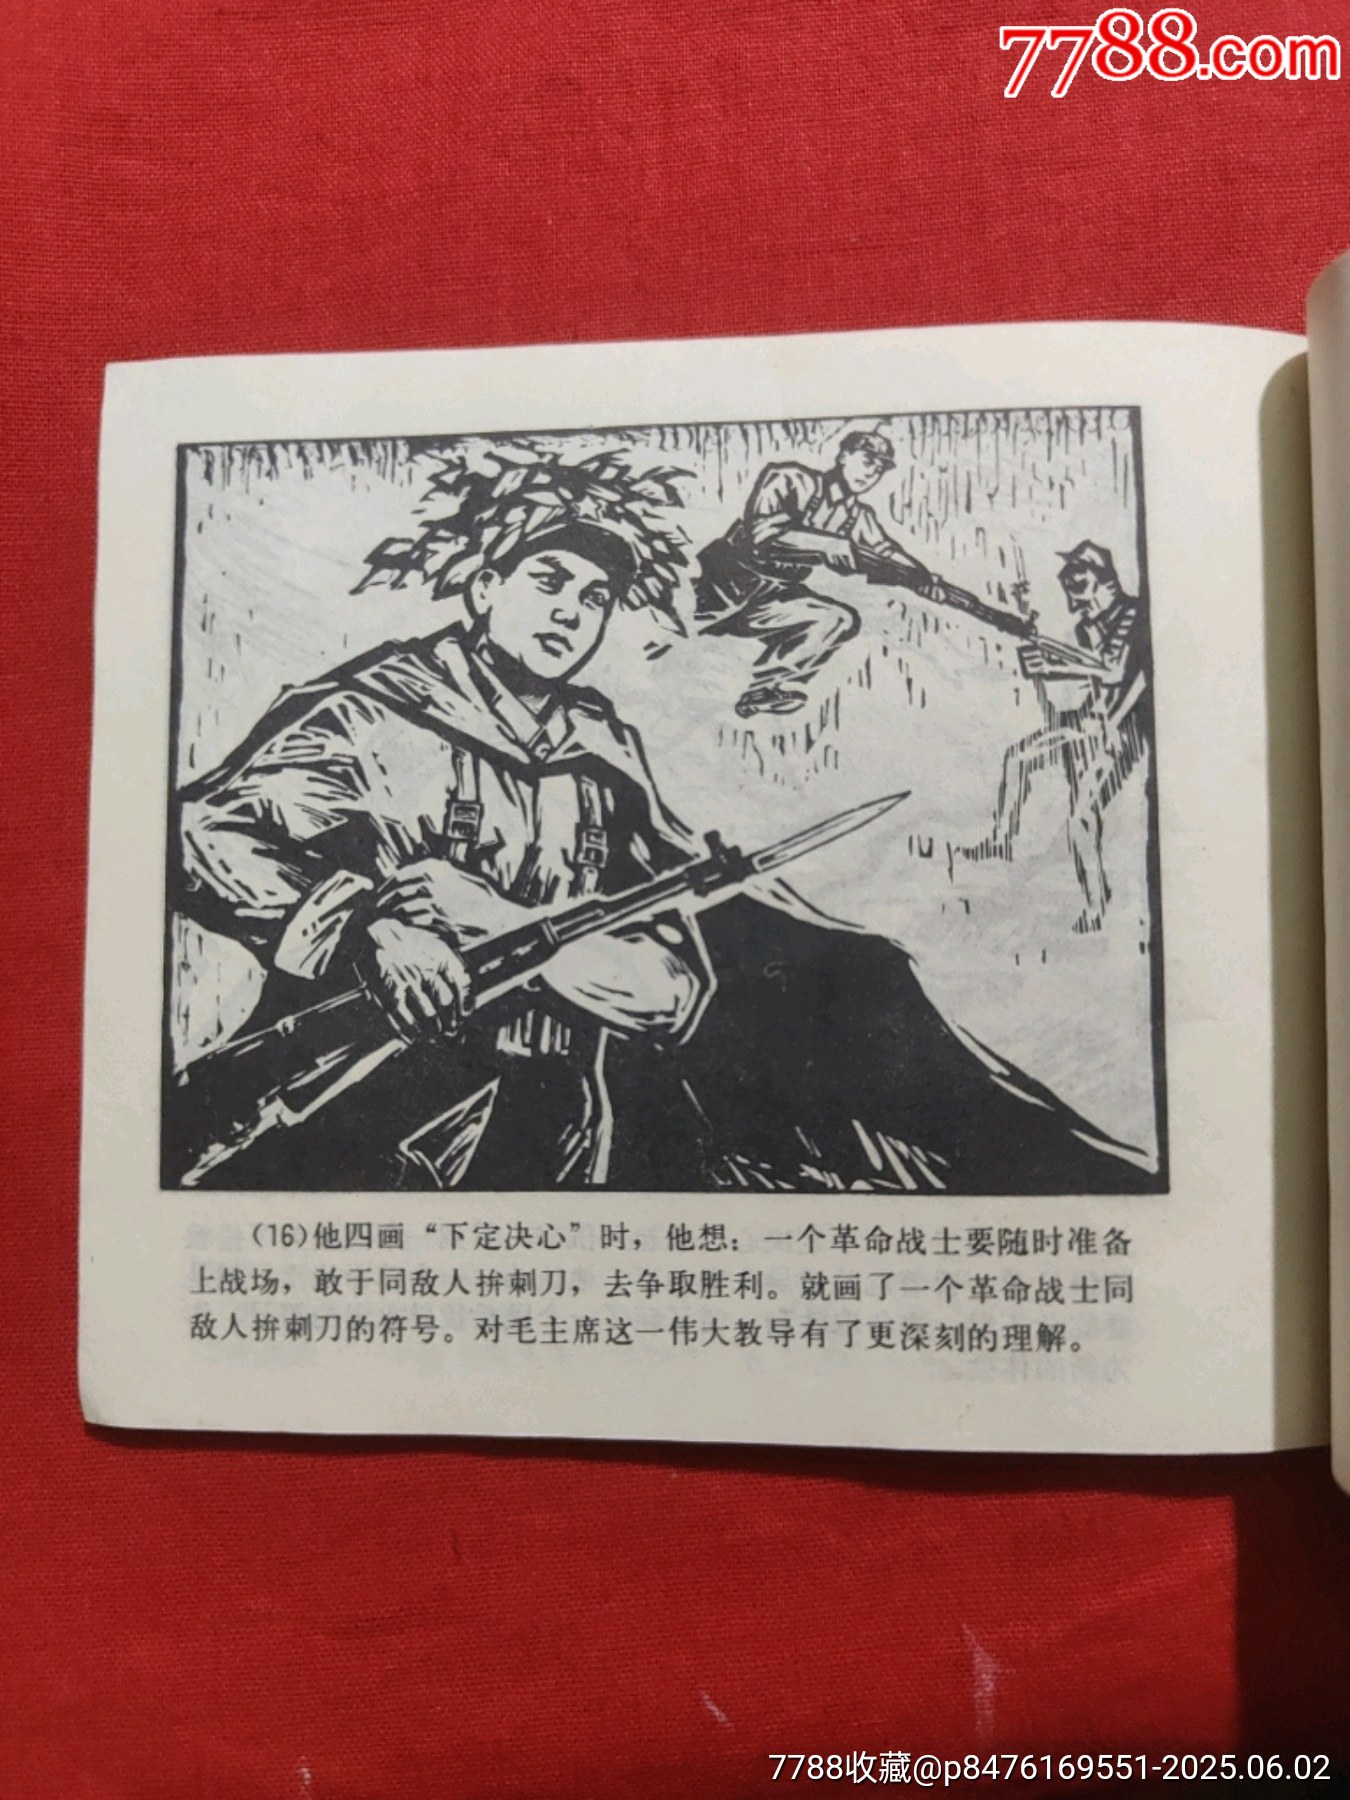 7788.com
(16)他四画“下定决心”时，他想：一个革命战士要随时准备
上战场，敢于同敌人拚刺刀，去争取胜利。就画了一个革命战士同
敌人拚刺刀的符号。对毛主席这一伟大教导有了更深刻的理解。
7788收藏@p8476169551-2025.06.02